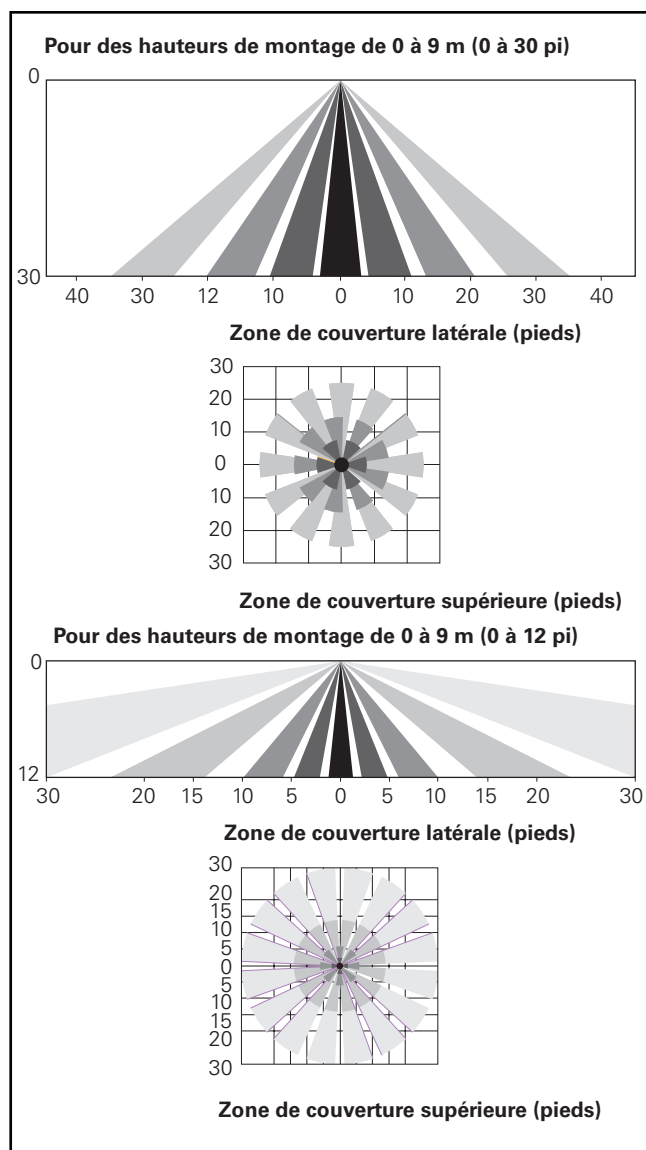 Pour des hauteurs de montage de 0 à 9 m (0 à 30 pi)
0
30
40 30 12 10 0 10 20 30 40
Zone de couverture latérale (pieds)
30
20
10
0
10
20
30
Zone de couverture supérieure (pieds)
Pour des hauteurs de montage de 0 à 9 m (0 à 12 pi)
0
12
30 20 15 10 5 0 5 10 15 20 30
Zone de couverture latérale (pieds)
30
20
15
10
5
0
5
10
15
20
30
Zone de couverture supérieure (pieds)